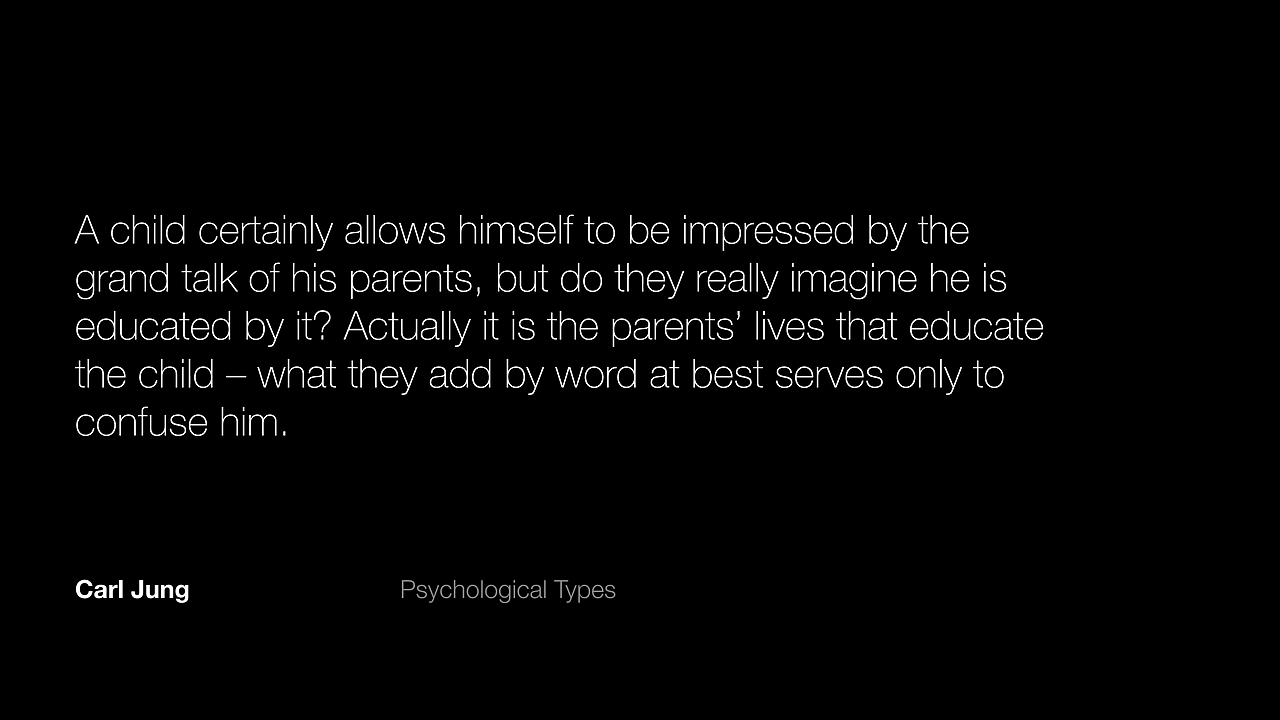 A child certainly allows himself to be impressed by the
grand talk of his parents, but do they really imagine he is
educated by it? Actually it is the parents’ lives that educate
the child – what they add by word at best serves only to
confuse him.
Carl Jung
Psychological Types